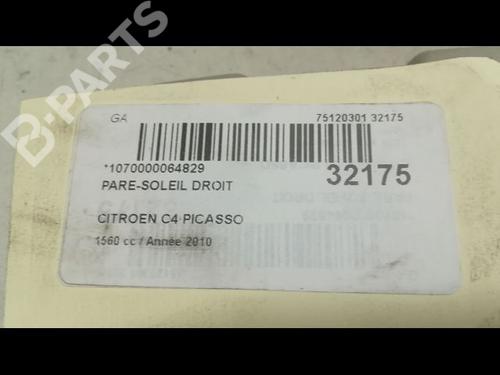 B-PARTS
GA 75120301 32175
*1070000064829 32175
PARE-SOLEIL DROIT
CITROEN C4 PICASSO
1560 cc / Année 2010